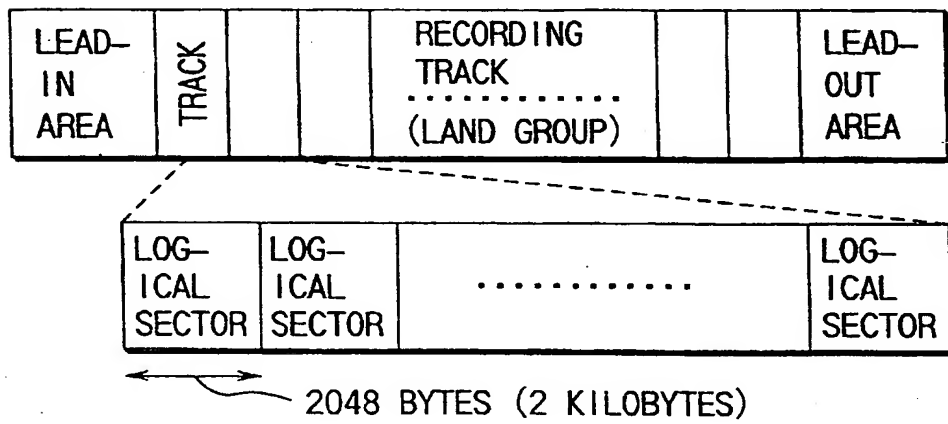 LEAD-
IN
AREA
TRACK
RECORDING
TRACK
............
(LAND GROUP)
LEAD-
OUT
AREA
LOG-
ICAL
SECTOR
LOG-
ICAL
SECTOR
............
LOG-
ICAL
SECTOR
2048 BYTES (2 KILOBYTES)